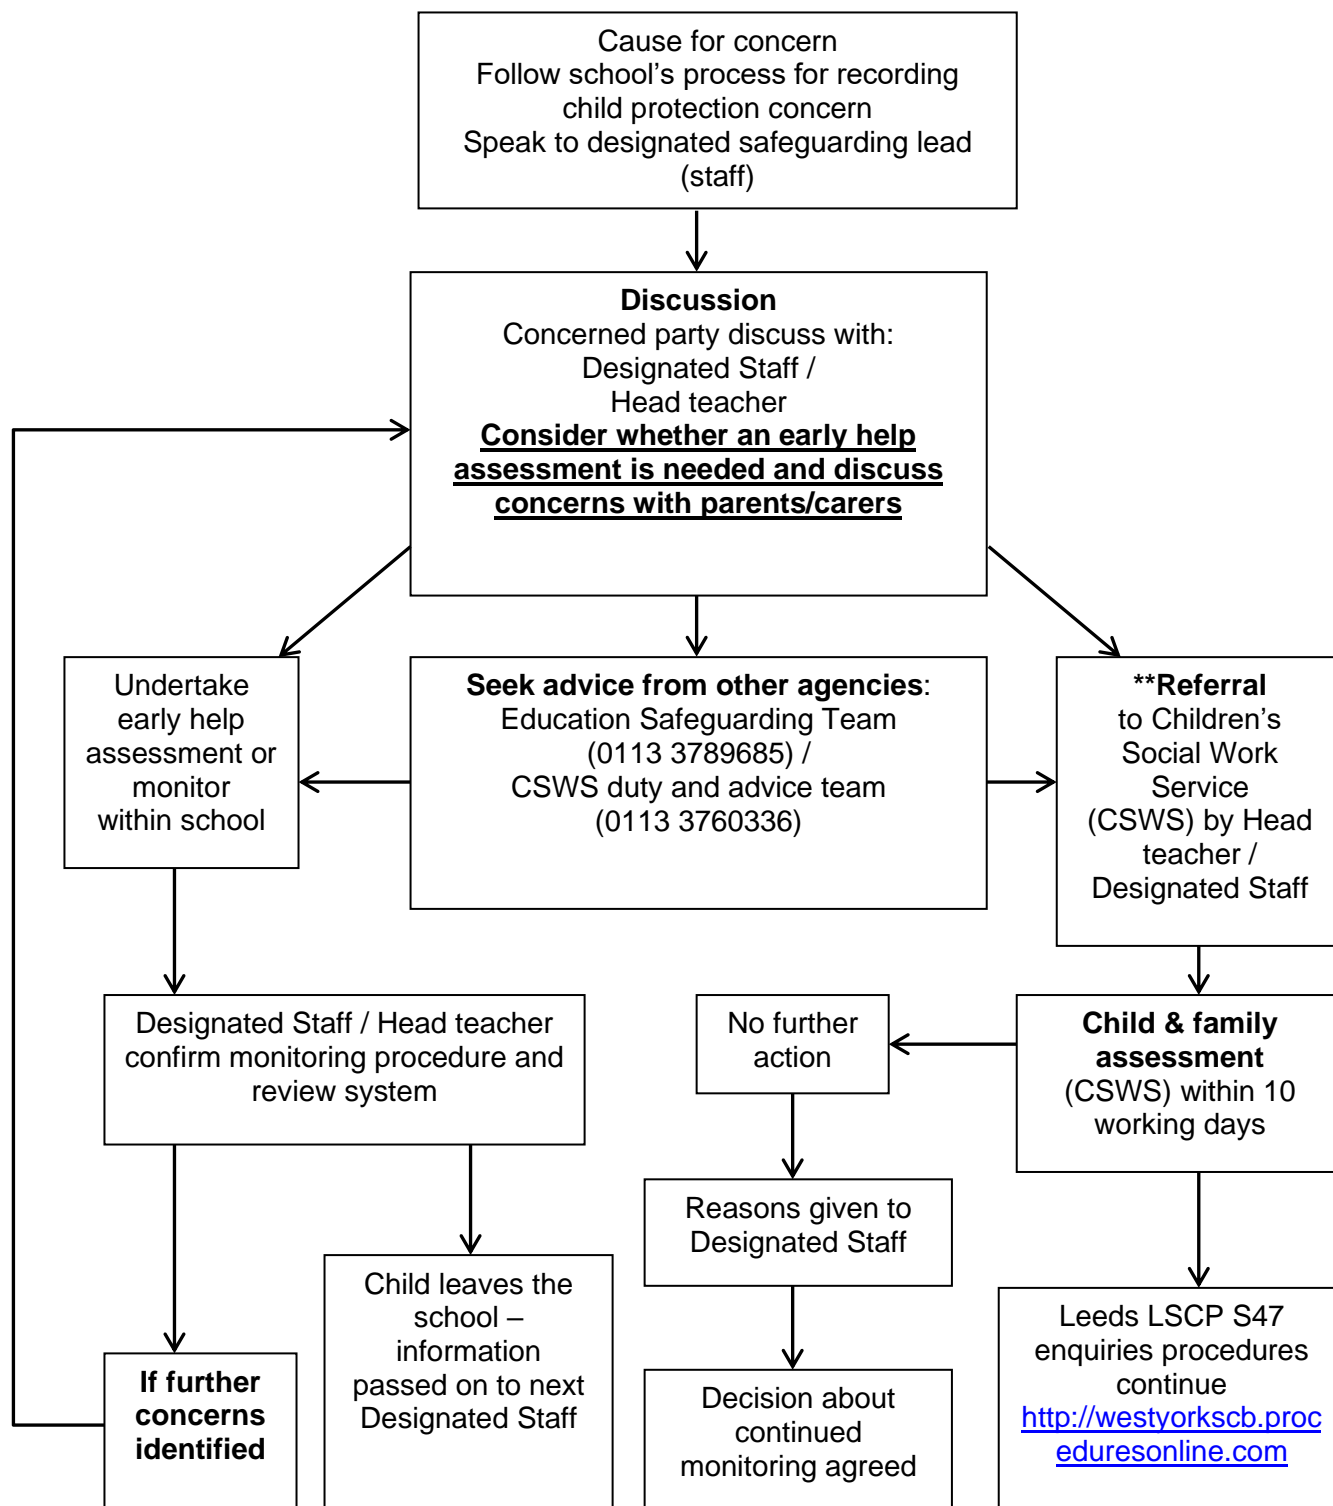 Cause for concern
Follow school’s process for recording
child protection concern
Speak to designated safeguarding lead
(staff)
Discussion
Concerned party discuss with:
Designated Staff /
Head teacher
Consider whether an early help
assessment is needed and discuss
concerns with parents/carers
Undertake
early help
assessment or
monitor
within school
Seek advice from other agencies:
Education Safeguarding Team
(0113 3789685) /
CSWS duty and advice team
(0113 3760336)
**Referral
to Children’s
Social Work
Service
(CSWS) by Head
teacher /
Designated Staff
Designated Staff / Head teacher
confirm monitoring procedure and
review system
No further
action
Child & family
assessment
(CSWS) within 10
working days
Reasons given to
Designated Staff
Child leaves the
school –
information
passed on to next
Designated Staff
If further
concerns
identified
Decision about
continued
monitoring agreed
Leeds LSCP S47
enquiries procedures
continue
http://westyorkscb.proc
eduresonline.com